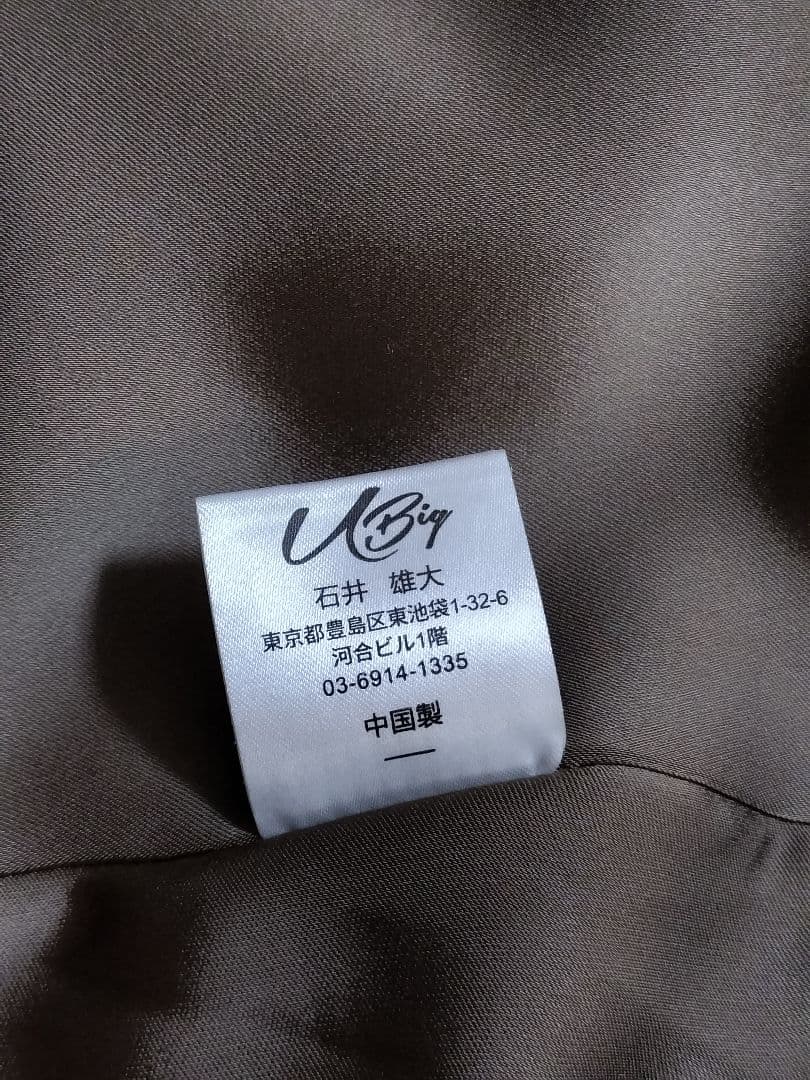 UBig
石井 雄大
東京都豊島区東池袋1-32-6
河合ビル1階
03-6914-1335
中国製